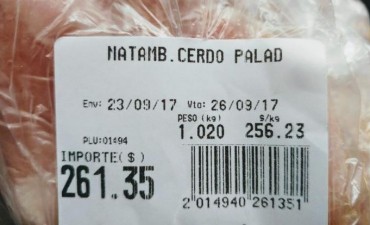 MATAMB.CERDO PALAD
Env: 23/09/17 Vto: 26/09/17
PESO (kg) $/kg
1.020 256.23
PLU:01494
IMPORTE($)
261.35
2 014940 261351